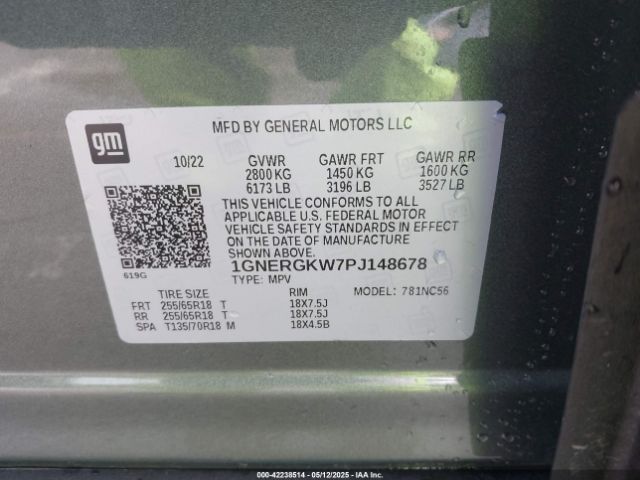 gm
MFD BY GENERAL MOTORS LLC
10/22 GVWR GAWR FRT GAWR RR
2800 KG 1450 KG 1600 KG
6173 LB 3196 LB 3527 LB
THIS VEHICLE CONFORMS TO ALL
APPLICABLE U.S. FEDERAL MOTOR
VEHICLE SAFETY STANDARDS IN EFFECT
ON THE DATE OF MANUFACTURE
SHOWN ABOVE.
619G
1GNERGKW7PJ148678
TYPE: MPV
TIRE SIZE RIM MODEL: 781NC56
FRT 255/65R18 T 18X7.5J
RR 255/65R18 T 18X7.5J
SPA T135/70R18 M 18X4.5B
000-42238514 - 05/12/2025 - IAAI.COM